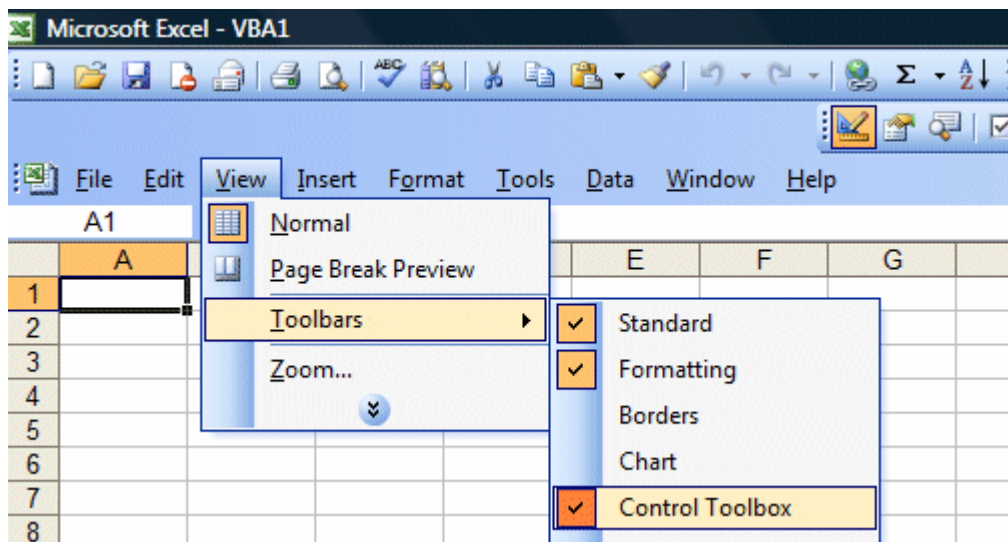 Microsoft Excel - VBA1
ABC
Σ
A
Z
File Edit View Insert Format Tools Data Window Help
A1
Normal
A E F G
Page Break Preview
1
Toolbars
Standard
2
3
Zoom...
Formatting
4
Borders
5
6
Chart
7
Control Toolbox
8